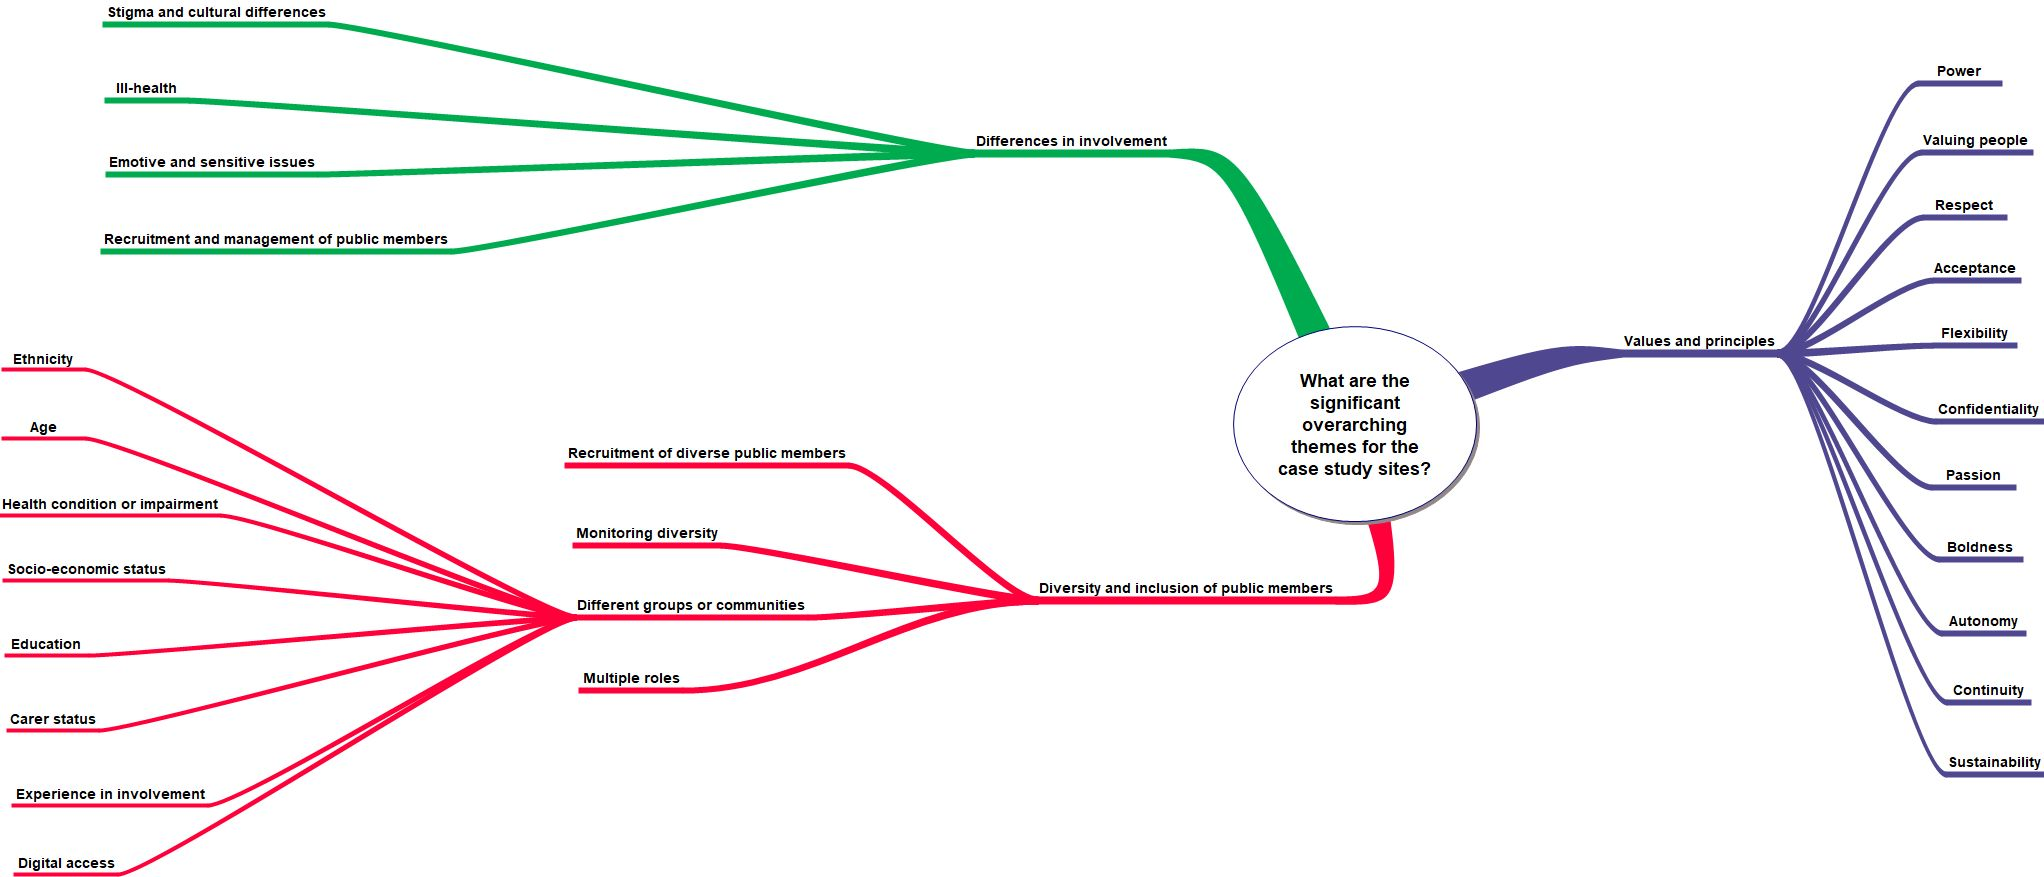 Stigma and cultural differences
Ill-health
Emotive and sensitive issues
Recruitment and management of public members
Differences in involvement
What are the
significant
overarching
themes for the
case study sites?
Values and principles
Power
Valuing people
Respect
Acceptance
Flexibility
Confidentiality
Passion
Boldness
Autonomy
Continuity
Sustainability
Diversity and inclusion of public members
Recruitment of diverse public members
Monitoring diversity
Different groups or communities
Multiple roles
Ethnicity
Age
Health condition or impairment
Socio-economic status
Education
Carer status
Experience in involvement
Digital access